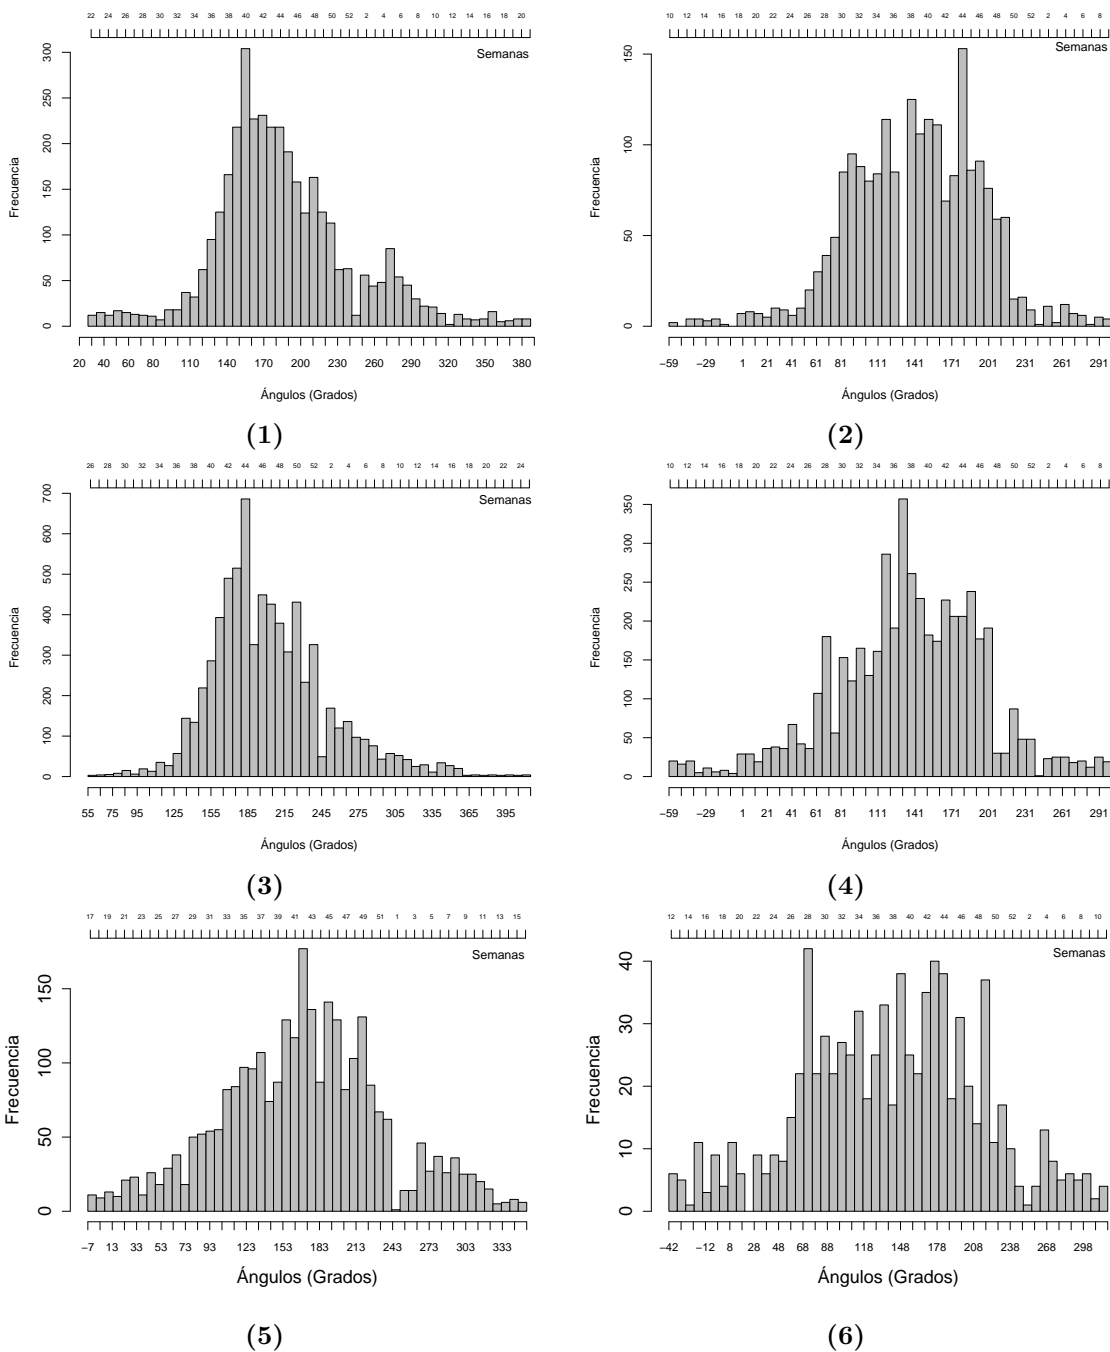 22 24 26 28 30 32 34 36 38 40 42 44 46 48 50 52 2 4 6 8 10 12 14 16 18 20
Semanas
300
250
200
150
100
50
0
Frecuencia
20 40 60 80 110 140 170 200 230 260 290 320 350 380
Ángulos (Grados)
(1)
10 12 14 16 18 20 22 24 26 28 30 32 34 36 38 40 42 44 46 48 50 52 2 4 6 8
Semanas
150
100
50
0
Frecuencia
−59 −29 1 21 41 61 81 111 141 171 201 231 261 291
Ángulos (Grados)
(2)
26 28 30 32 34 36 38 40 42 44 46 48 50 52 2 4 6 8 10 12 14 16 18 20 22 24
Semanas
700
600
500
400
300
200
100
0
Frecuencia
55 75 95 125 155 185 215 245 275 305 335 365 395
Ángulos (Grados)
(3)
10 12 14 16 18 20 22 24 26 28 30 32 34 36 38 40 42 44 46 48 50 52 2 4 6 8
350
300
250
200
150
100
50
0
Frecuencia
−59 −29 1 21 41 61 81 111 141 171 201 231 261 291
Ángulos (Grados)
(4)
17 19 21 23 25 27 29 31 33 35 37 39 41 43 45 47 49 51 1 3 5 7 9 11 13 15
Semanas
150
100
50
0
Frecuencia
−7 13 33 53 73 93 123 153 183 213 243 273 303 333
Ángulos (Grados)
(5)
12 14 16 18 20 22 24 26 28 30 32 34 36 38 40 42 44 46 48 50 52 2 4 6 8 10
Semanas
40
30
20
10
0
Frecuencia
−42 −12 8 28 48 68 88 118 148 178 208 238 268 298
Ángulos (Grados)
(6)